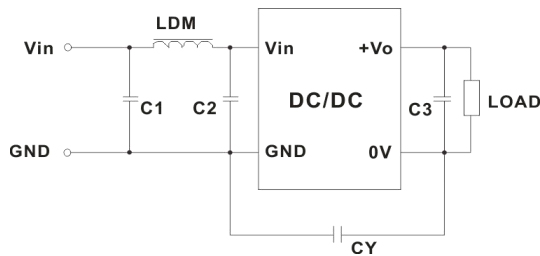 LDM
Vin
Vin
+Vo
C1
C2
DC/DC
C3
LOAD
GND
GND
0V
CY